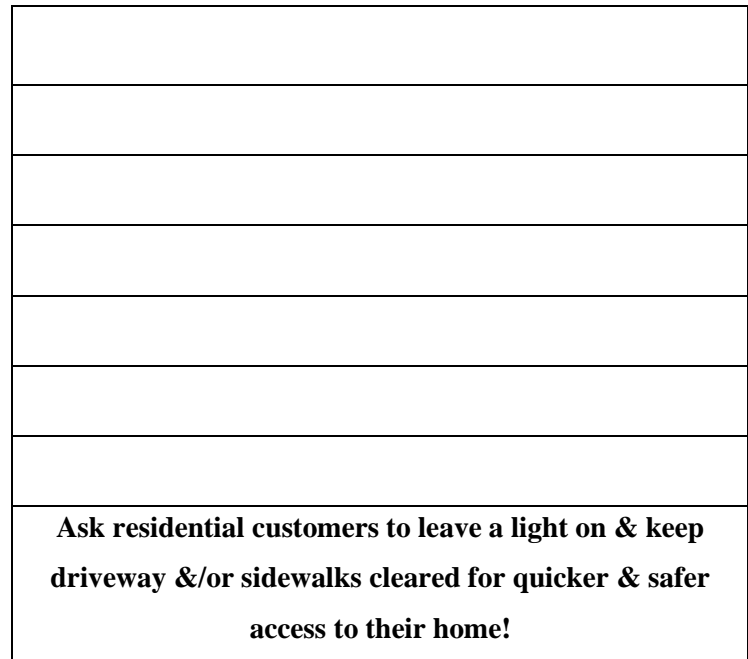 Ask residential customers to leave a light on & keep
driveway &/or sidewalks cleared for quicker & safer
access to their home!